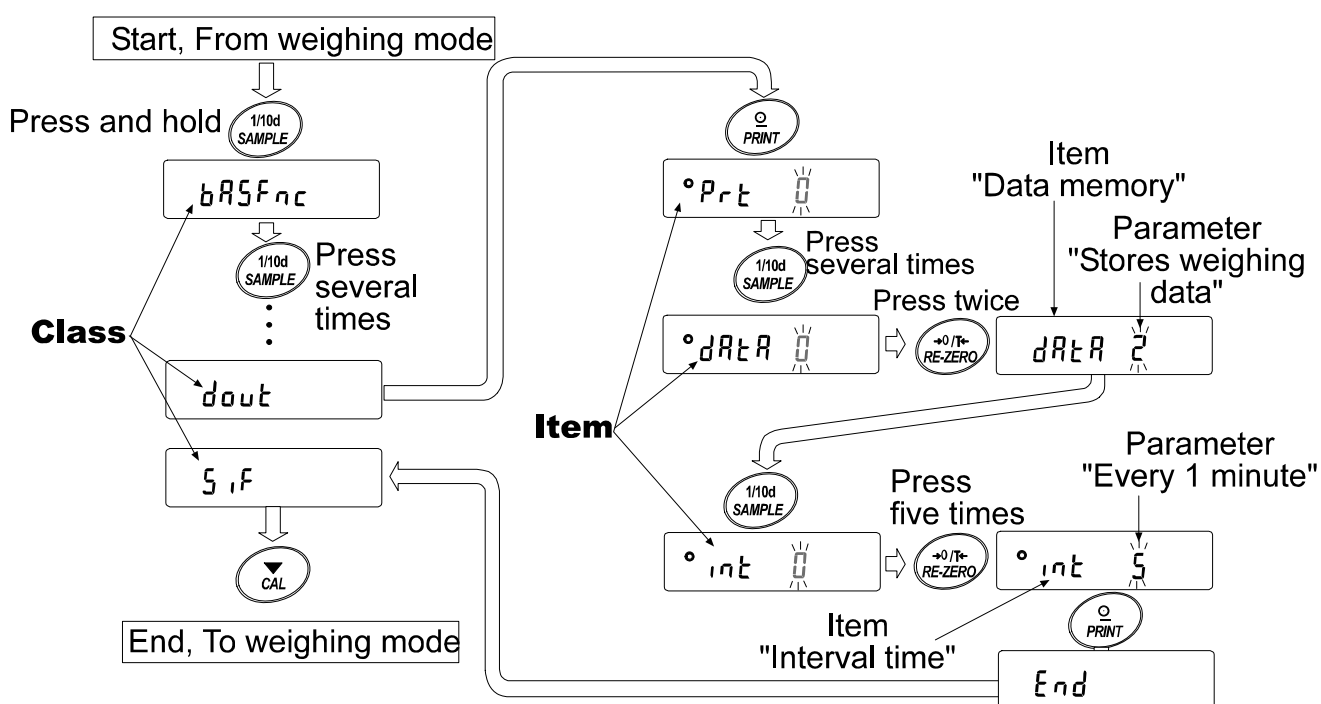 Start, From weighing mode
Press and hold
1/10d
SAMPLE
bASFnc
1/10d
SAMPLE
Press
several
times
Class
dout
SiF
CAL
End, To weighing mode
PRINT
Prt 0
1/10d
SAMPLE
Press
several times
dAtA 0
Press twice
→0/T←
RE-ZERO
Item
"Data memory"
Parameter
"Stores weighing
data"
dAtA 2
Item
1/10d
SAMPLE
int 0
Press
five times
→0/T←
RE-ZERO
Parameter
"Every 1 minute"
int 5
Item
"Interval time"
PRINT
End